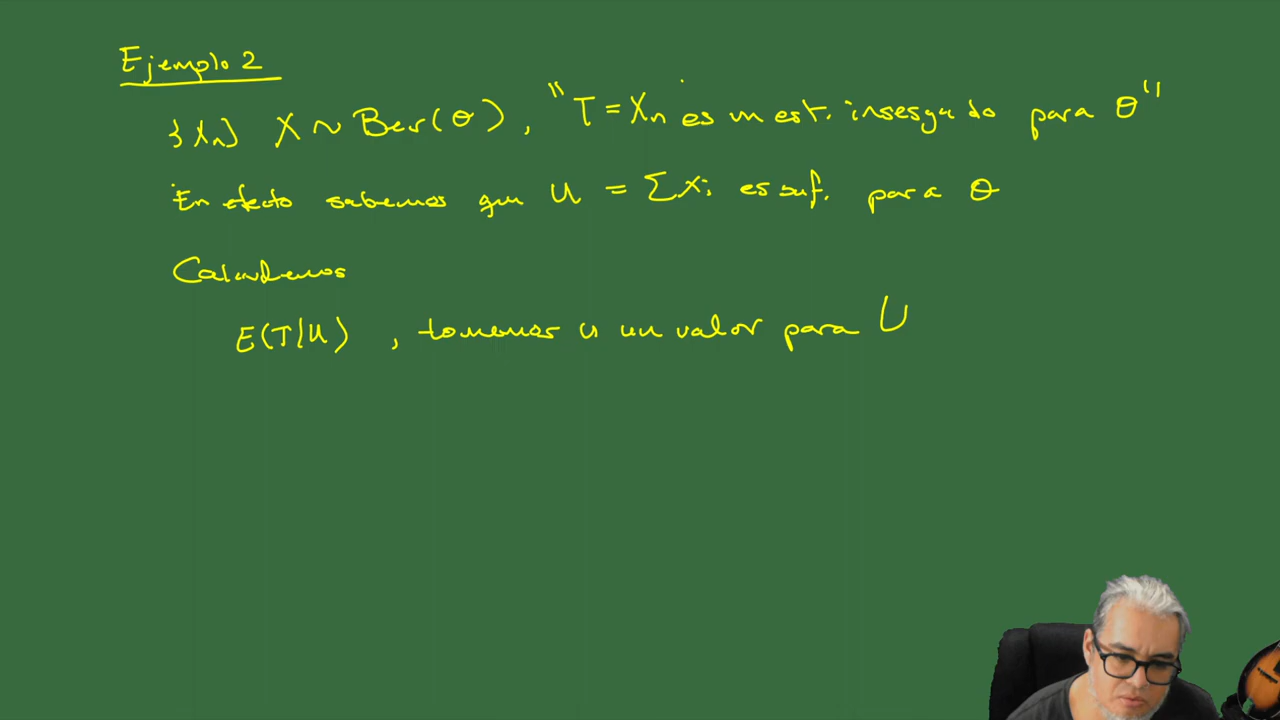 Ejemplo 2
{Xn} X ~ Ber(θ), "T = Xn es un est. insesgado para θ"
En efecto sabemos que U = ∑xi es suf. para θ
Calculemos
E(T|U) , tomemos u un valor para U